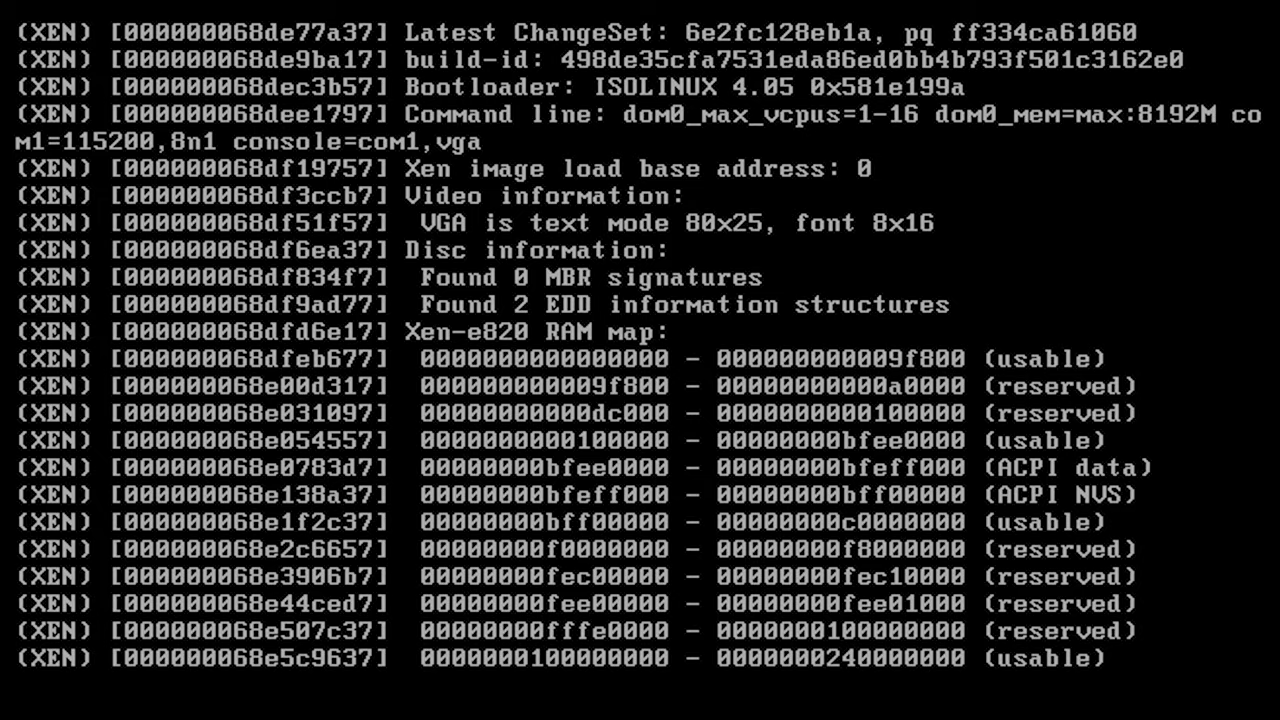 (XEN) [000000068de77a37] Latest ChangeSet: 6e2fc128eb1a, pq ff334ca61060
(XEN) [000000068de9ba17] build-id: 498de35cfa7531eda86ed0bb4b793f501c3162e0
(XEN) [000000068dec3b57] Bootloader: ISOLINUX 4.05 0x581e199a
(XEN) [000000068dee1797] Command line: dom0_max_vcpus=1-16 dom0_mem=max:8192M co
m1=115200,8n1 console=com1,vga
(XEN) [000000068df19757] Xen image load base address: 0
(XEN) [000000068df3ccb7] Video information:
(XEN) [000000068df51f57]  VGA is text mode 80x25, font 8x16
(XEN) [000000068df6ea37] Disc information:
(XEN) [000000068df834f7]  Found 0 MBR signatures
(XEN) [000000068df9ad77]  Found 2 EDD information structures
(XEN) [000000068dfd6e17] Xen-e820 RAM map:
(XEN) [000000068dfeb677]  0000000000000000 - 000000000009f800 (usable)
(XEN) [000000068e00d317]  000000000009f800 - 00000000000a0000 (reserved)
(XEN) [000000068e031097]  00000000000dc000 - 0000000000100000 (reserved)
(XEN) [000000068e054557]  0000000000100000 - 00000000bfee0000 (usable)
(XEN) [000000068e0783d7]  00000000bfee0000 - 00000000bfeff000 (ACPI data)
(XEN) [000000068e138a37]  00000000bfeff000 - 00000000bff00000 (ACPI NVS)
(XEN) [000000068e1f2c37]  00000000bff00000 - 00000000c0000000 (usable)
(XEN) [000000068e2c6657]  00000000f0000000 - 00000000f8000000 (reserved)
(XEN) [000000068e3906b7]  00000000fec00000 - 00000000fec10000 (reserved)
(XEN) [000000068e44ced7]  00000000fee00000 - 00000000fee01000 (reserved)
(XEN) [000000068e507c37]  00000000fffe0000 - 0000000100000000 (reserved)
(XEN) [000000068e5c9637]  0000000100000000 - 0000000240000000 (usable)